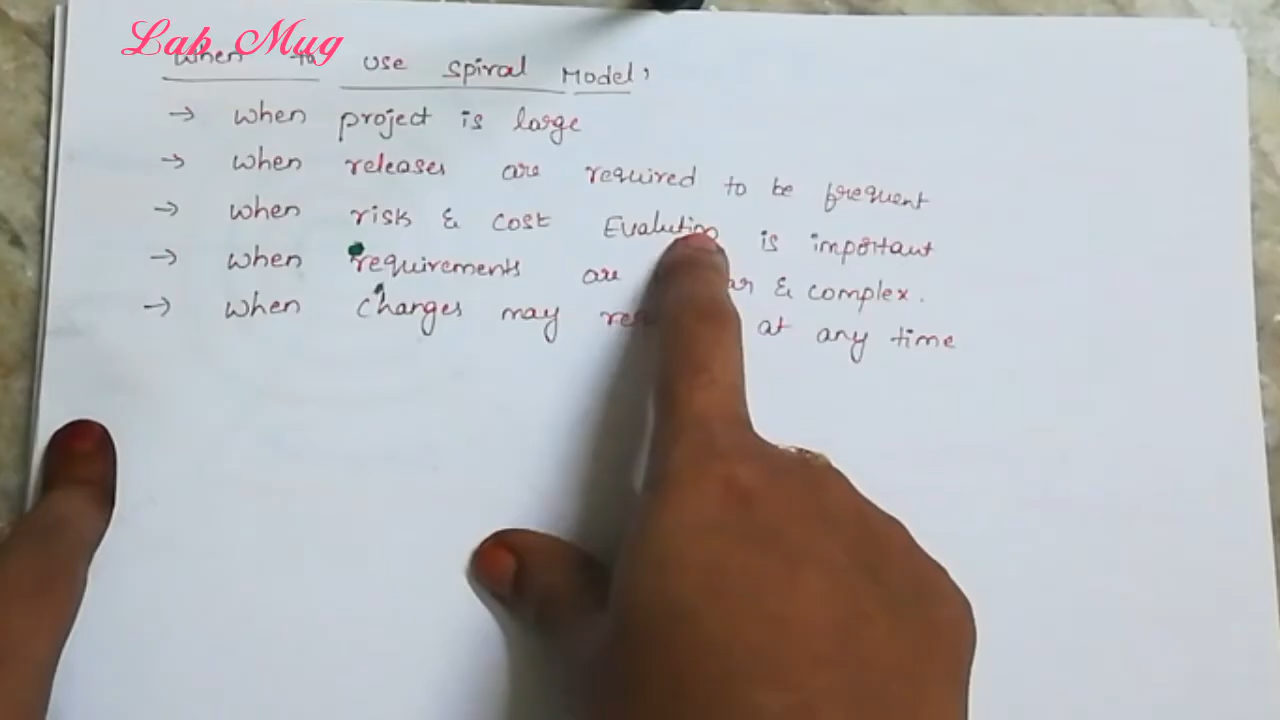 Lab Mug
When to use spiral Model,
→ when project is large
→ when releases are required to be frequent
→ when risk & cost Evalution is important
→ when requirements are & complex.
→ when changes may at any time